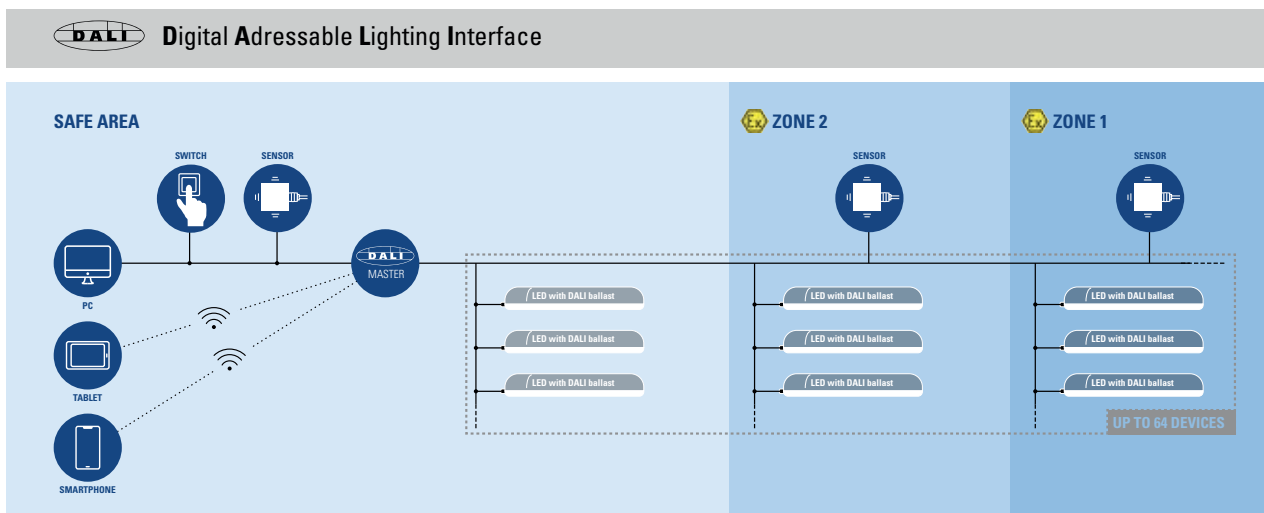 DALI Digital Adressable Lighting Interface
SAFE AREA
Ex ZONE 2
Ex ZONE 1
SWITCH
SENSOR
SENSOR
SENSOR
DALI
MASTER
PC
TABLET
SMARTPHONE
LED with DALI ballast
LED with DALI ballast
LED with DALI ballast
LED with DALI ballast
LED with DALI ballast
LED with DALI ballast
LED with DALI ballast
LED with DALI ballast
LED with DALI ballast
UP TO 64 DEVICES